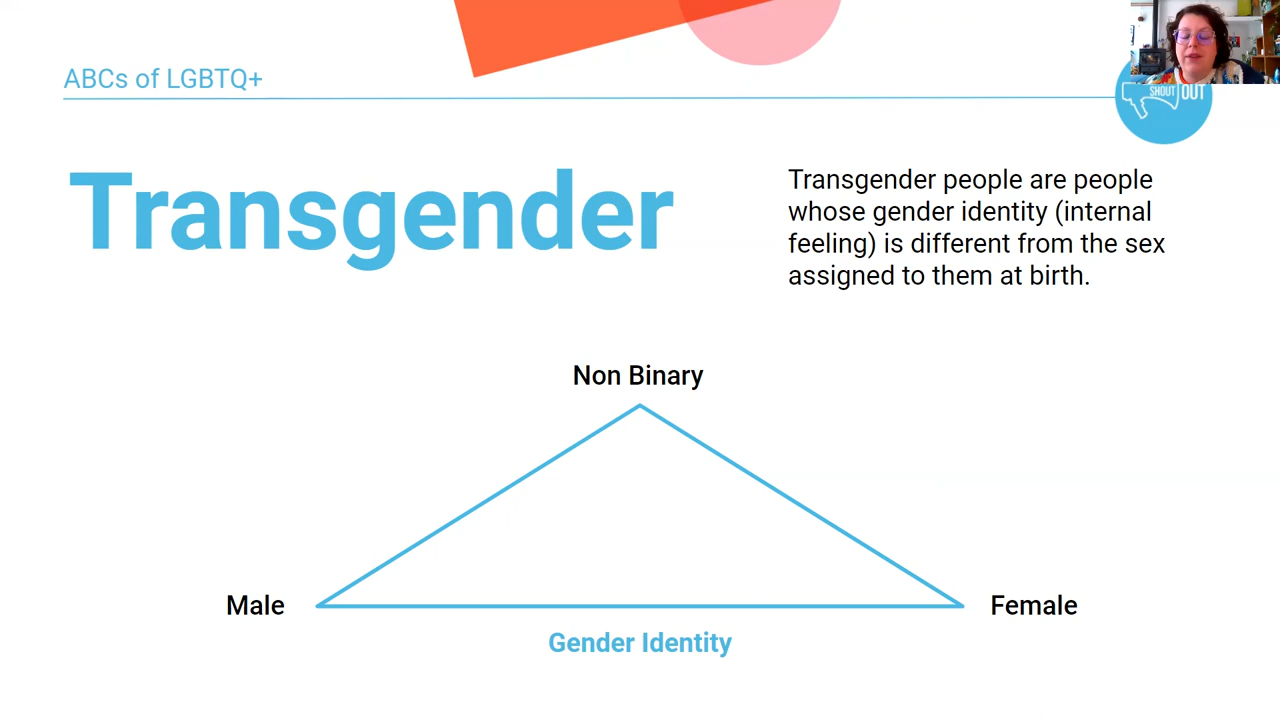 ABCs of LGBTQ+
SHOUT OUT
Transgender
Transgender people are people
whose gender identity (internal
feeling) is different from the sex
assigned to them at birth.
Non Binary
Male
Female
Gender Identity